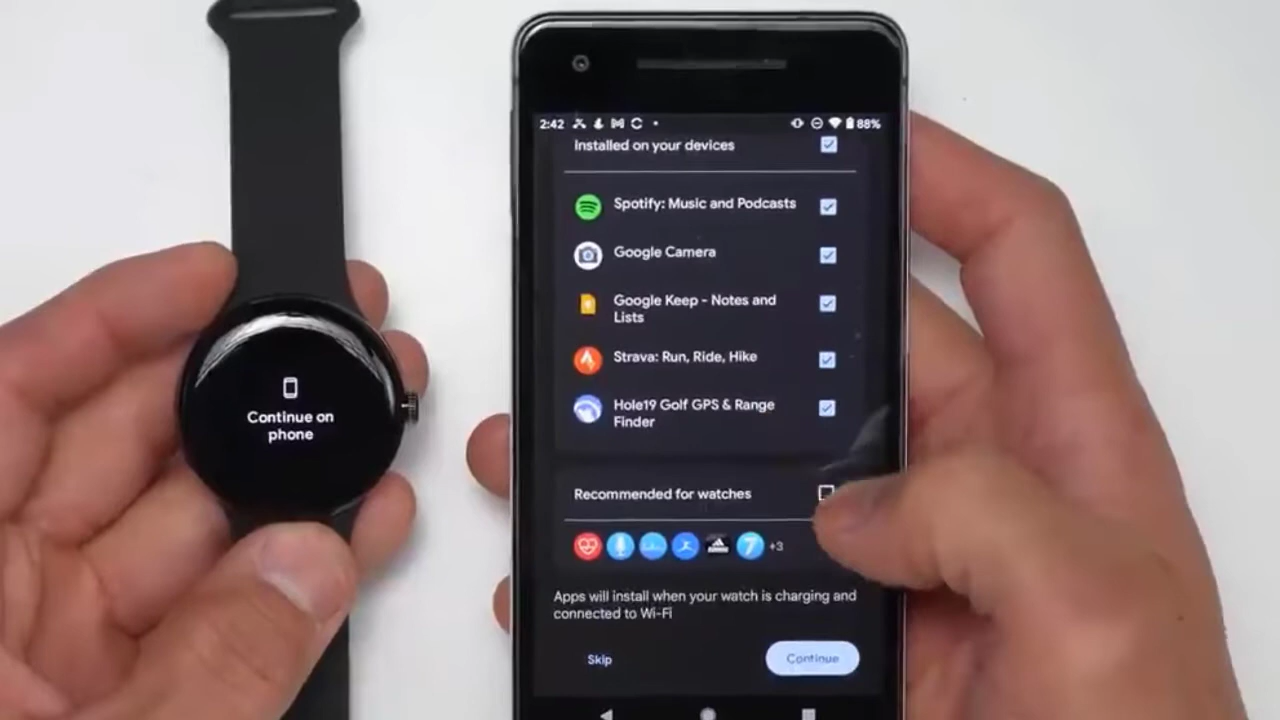 2:42
88%
Installed on your devices
Spotify: Music and Podcasts
Google Camera
Google Keep - Notes and
Lists
Strava: Run, Ride, Hike
Hole19 Golf GPS & Range
Finder
Recommended for watches
7
+3
Apps will install when your watch is charging and
connected to Wi-Fi
Skip
Continue
Continue on
phone